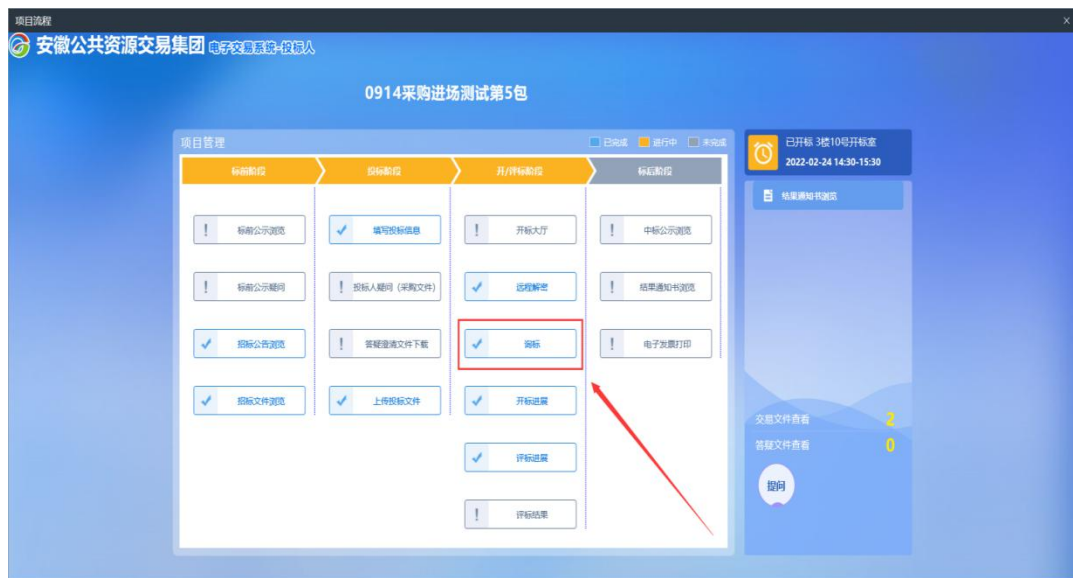 项目流程
X
安徽公共资源交易集团 电子交易系统-投标人
0914采购进场测试第5包
项目管理
已完成 进行中 未完成
标前阶段 投标阶段 开/评标阶段 标后阶段
标前公示浏览 填写投标信息 开标大厅 中标公示浏览
标前公示疑问 投标人疑问（采购文件） 远程解密 结果通知书浏览
招标公告浏览 答疑澄清文件下载 询标 电子发票打印
招标文件浏览 上传投标文件 开标进展
评标进展
评标结果
已开标 3楼10号开标室
2022-02-24 14:30-15:30
结果通知书浏览
交易文件查看 2
答疑文件查看 0
提问